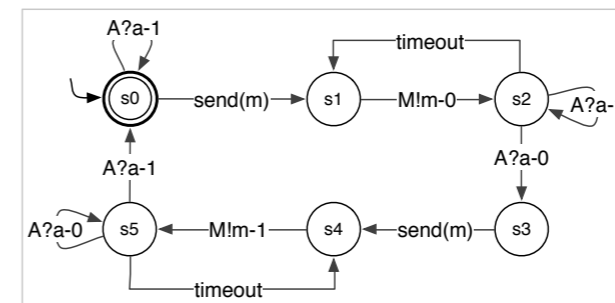 A?a-1
timeout
s0
send(m)
s1
M!m-0
s2
A?a-
A?a-1
A?a-0
A?a-0
s5
M!m-1
s4
send(m)
s3
timeout